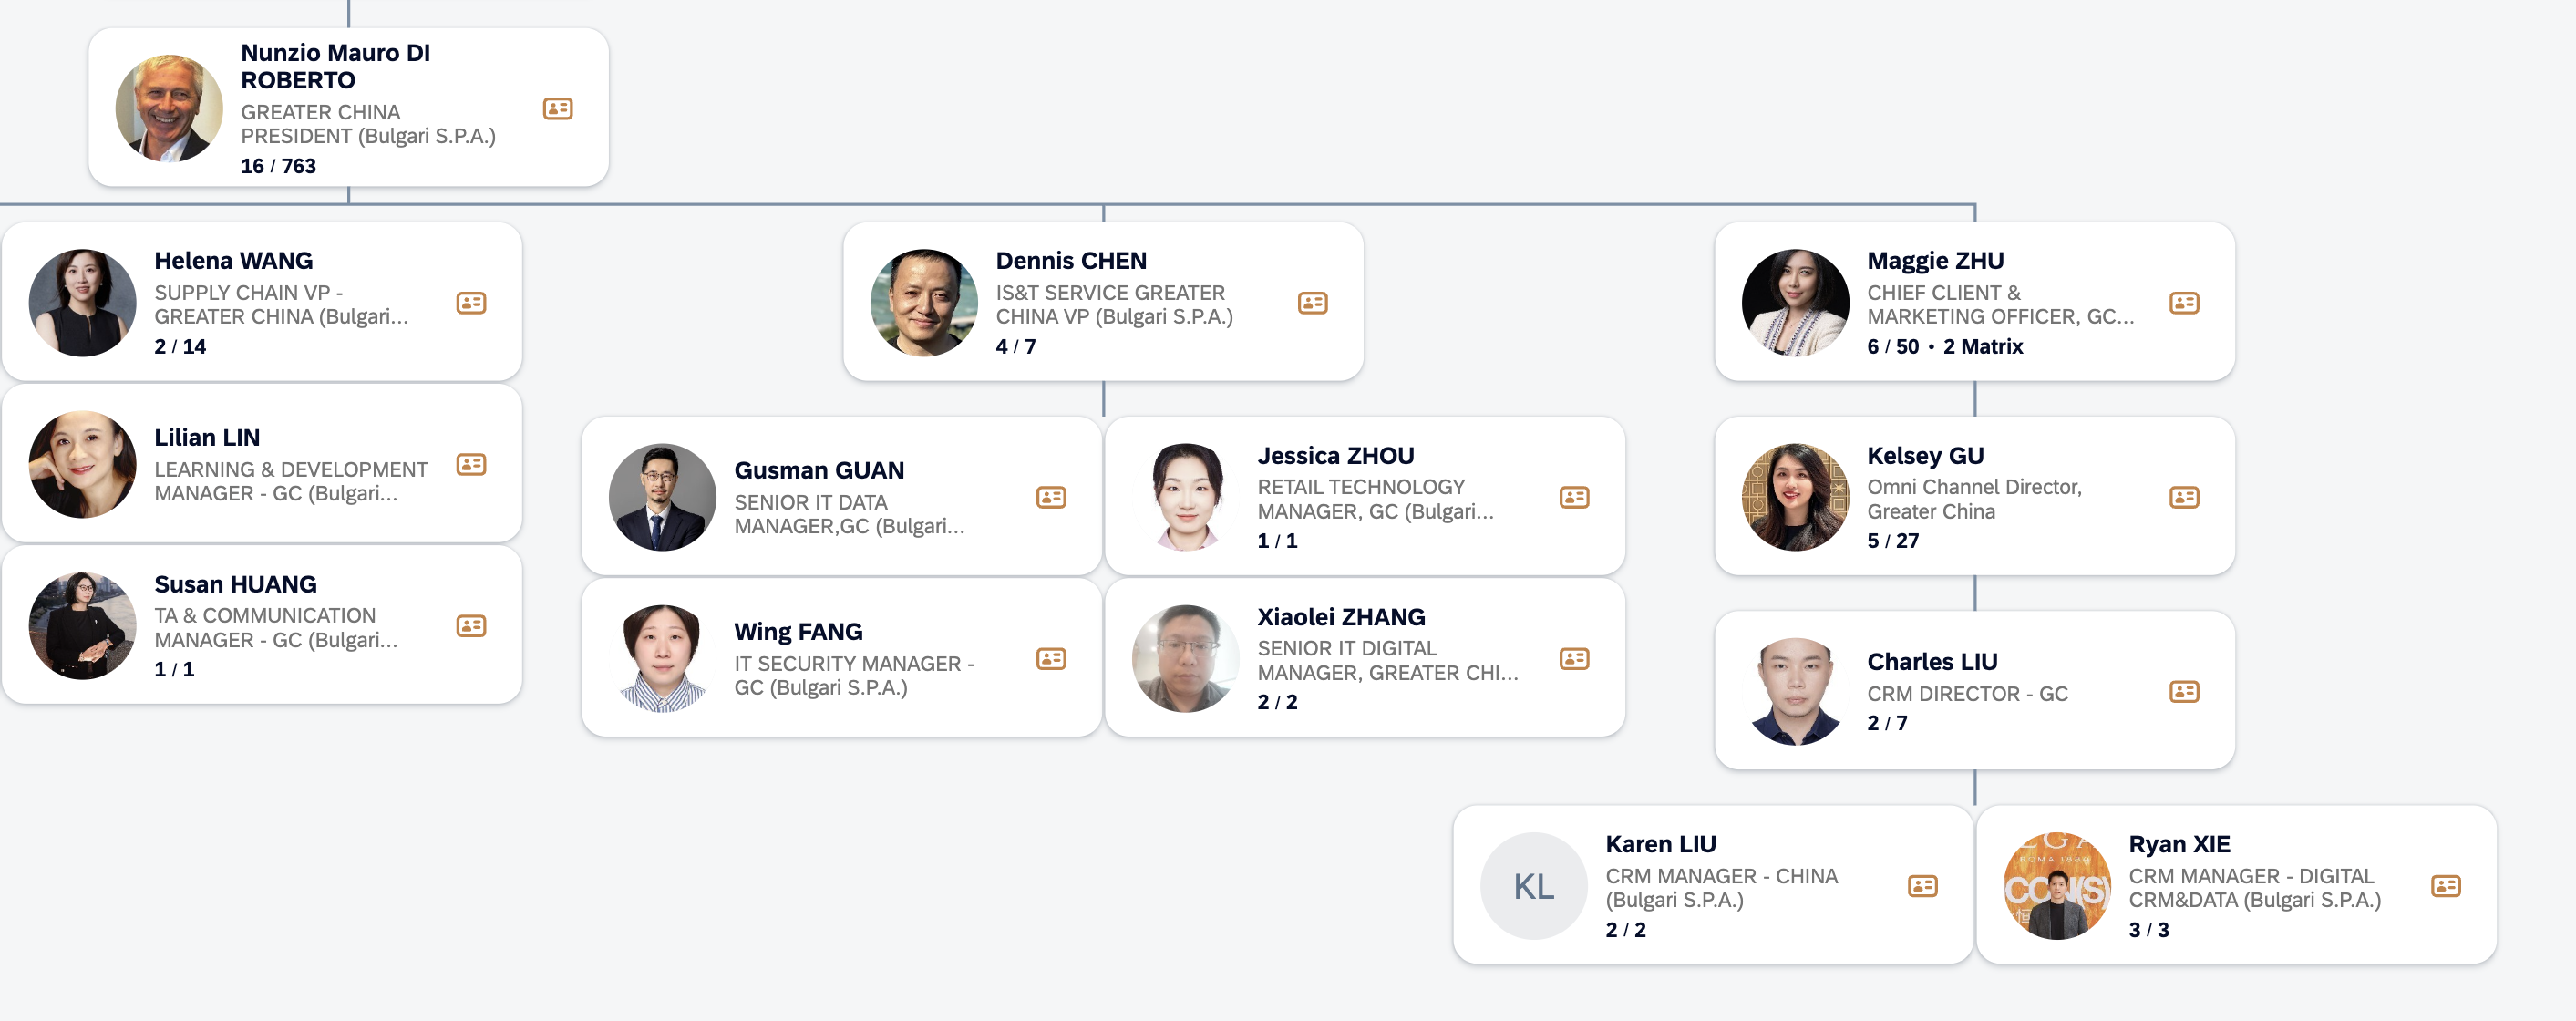 Nunzio Mauro DI
ROBERTO
GREATER CHINA
PRESIDENT (Bulgari S.P.A.)
16 / 763
Helena WANG
SUPPLY CHAIN VP -
GREATER CHINA (Bulgari...
2 / 14
Lilian LIN
LEARNING & DEVELOPMENT
MANAGER - GC (Bulgari...
Susan HUANG
TA & COMMUNICATION
MANAGER - GC (Bulgari...
1 / 1
Dennis CHEN
IS&T SERVICE GREATER
CHINA VP (Bulgari S.P.A.)
4 / 7
Gusman GUAN
SENIOR IT DATA
MANAGER,GC (Bulgari...
Jessica ZHOU
RETAIL TECHNOLOGY
MANAGER, GC (Bulgari...
1 / 1
Wing FANG
IT SECURITY MANAGER -
GC (Bulgari S.P.A.)
Xiaolei ZHANG
SENIOR IT DIGITAL
MANAGER, GREATER CHI...
2 / 2
Maggie ZHU
CHIEF CLIENT &
MARKETING OFFICER, GC...
6 / 50 • 2 Matrix
Kelsey GU
Omni Channel Director,
Greater China
5 / 27
Charles LIU
CRM DIRECTOR - GC
2 / 7
KL
Karen LIU
CRM MANAGER - CHINA
(Bulgari S.P.A.)
2 / 2
Ryan XIE
CRM MANAGER - DIGITAL
CRM&DATA (Bulgari S.P.A.)
3 / 3